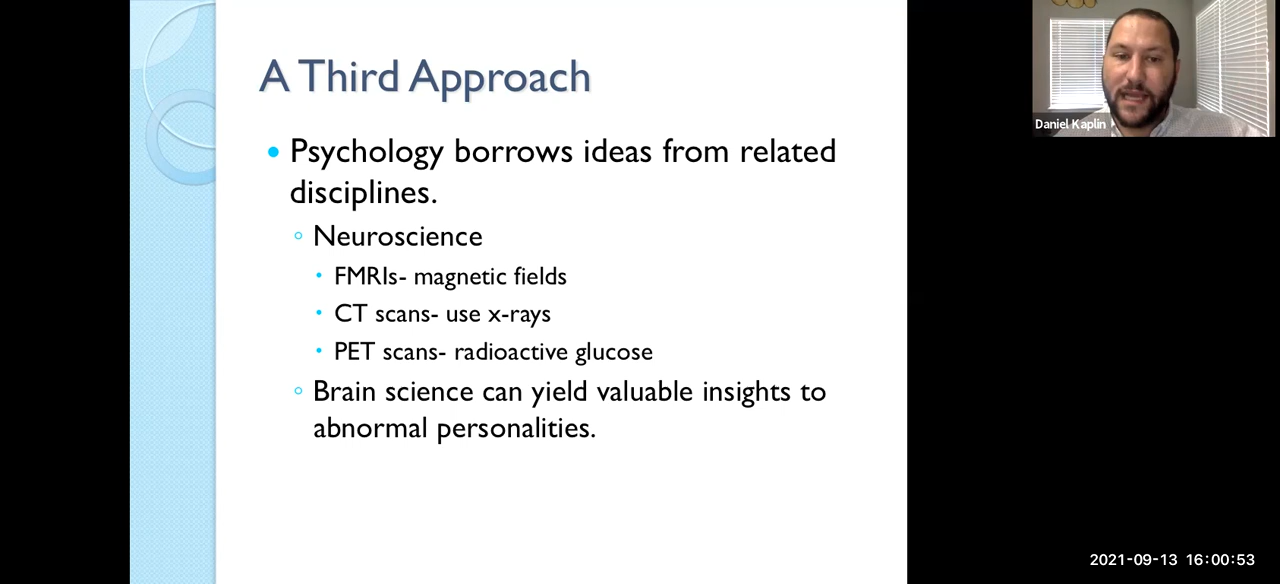 A Third Approach
Psychology borrows ideas from related
disciplines.
Neuroscience
FMRIs- magnetic fields
CT scans- use x-rays
PET scans- radioactive glucose
Brain science can yield valuable insights to
abnormal personalities.
Daniel Kaplin
2021-09-13 16:00:53